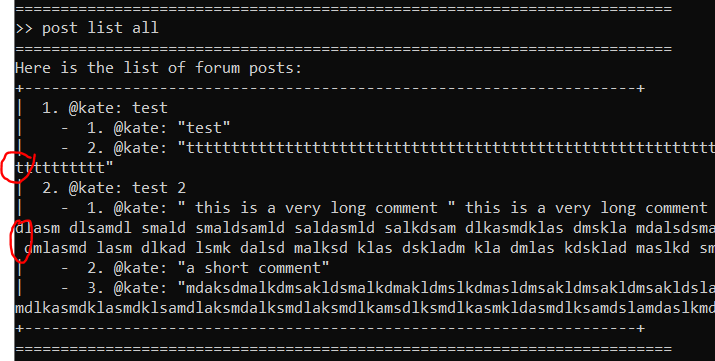 ======================================================================
>> post list all
======================================================================
Here is the list of forum posts:
+--------------------------------------------------------------------+
|  1. @kate: test
|    -  1. @kate: "test"
|    -  2. @kate: "ttttttttttttttttttttttttttttttttttttttttttttttttttttttttttt
tttttttttt"
|  2. @kate: test 2
|    -  1. @kate: " this is a very long comment " this is a very long comment
dlasm dlsamdl smald smaldsamld saldasmld salkdsam dlkasmdklas dmskla mdalsdsma
 dmlasmd lasm dlkad lsmk dalsd malksd klas dskladm kla dmlas kdsklad maslkd sm
|    -  2. @kate: "a short comment"
|    -  3. @kate: "mdaksdmalkdmsakldsmalkdmakldmslkdmasldmsakldmsakldmsakldsla
mdlkasmdklasmdklsamdlaksmdalksmdlaksmdlkamsdlksmdlkasmkldasmdlksamdslamdaslkmd
+--------------------------------------------------------------------+
======================================================================